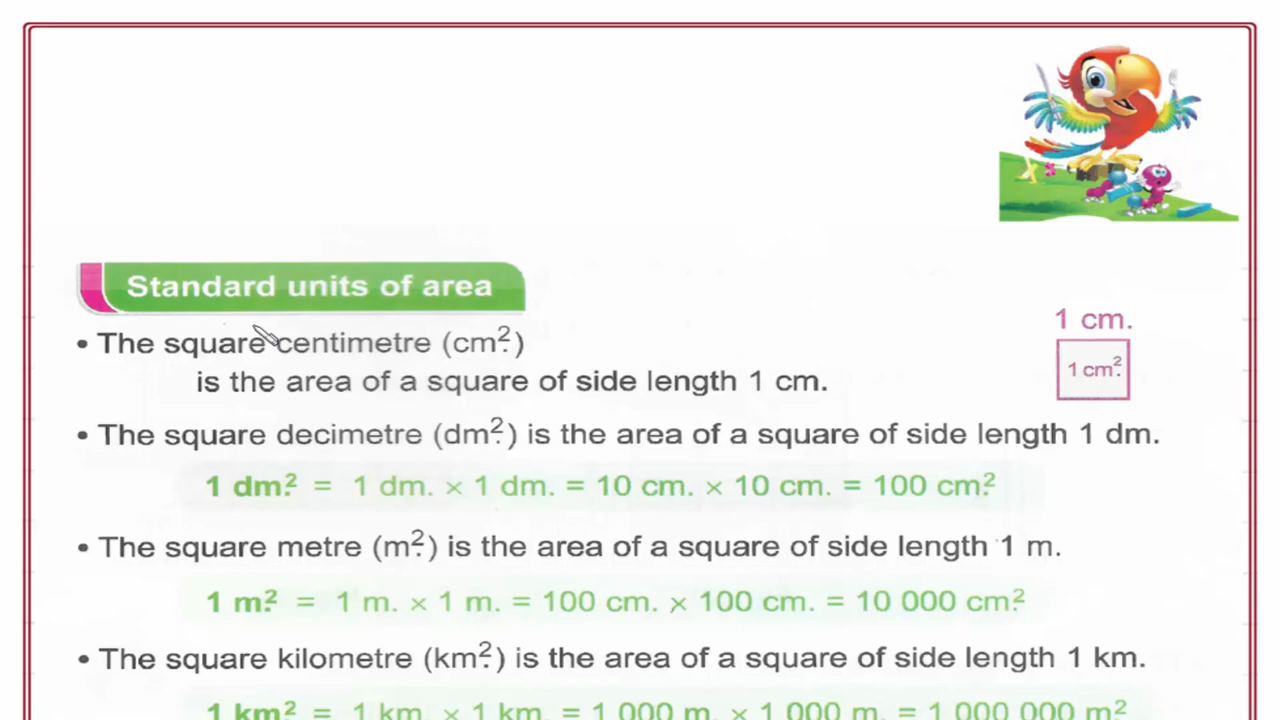 Standard units of area
• The square centimetre (cm².)
is the area of a square of side length 1 cm.
1 cm.
1 cm².
• The square decimetre (dm².) is the area of a square of side length 1 dm.
1 dm².  =  1 dm. × 1 dm. = 10 cm. × 10 cm. = 100 cm².
• The square metre (m².) is the area of a square of side length 1 m.
1 m².  =  1 m. × 1 m. = 100 cm. × 100 cm. = 10 000 cm².
• The square kilometre (km².) is the area of a square of side length 1 km.
1 km².  =  1 km. × 1 km. = 1 000 m. × 1 000 m. = 1 000 000 m².